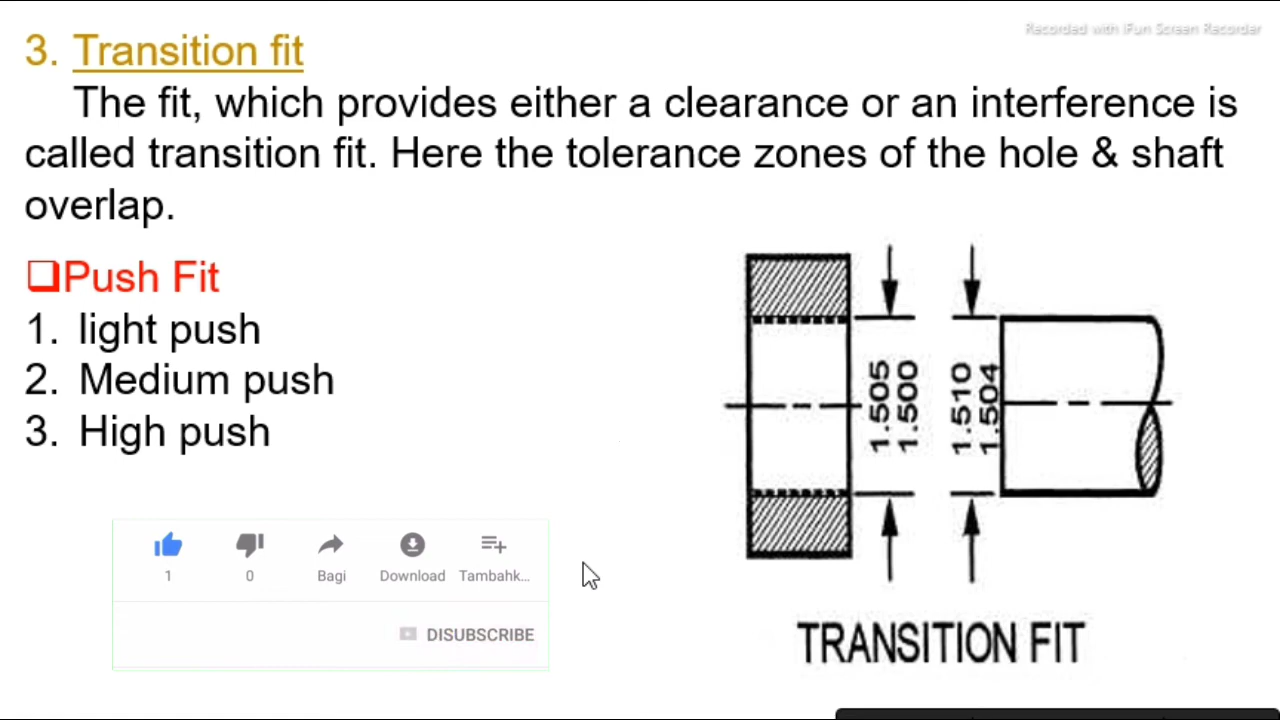 Recorded with iFun Screen Recorder
3. Transition fit
The fit, which provides either a clearance or an interference is
called transition fit. Here the tolerance zones of the hole & shaft
overlap.
❑Push Fit
1. light push
2. Medium push
3. High push
1.505
1.500
1.510
1.504
TRANSITION FIT
1
0
Bagi
Download
Tambahk...
DISUBSCRIBE